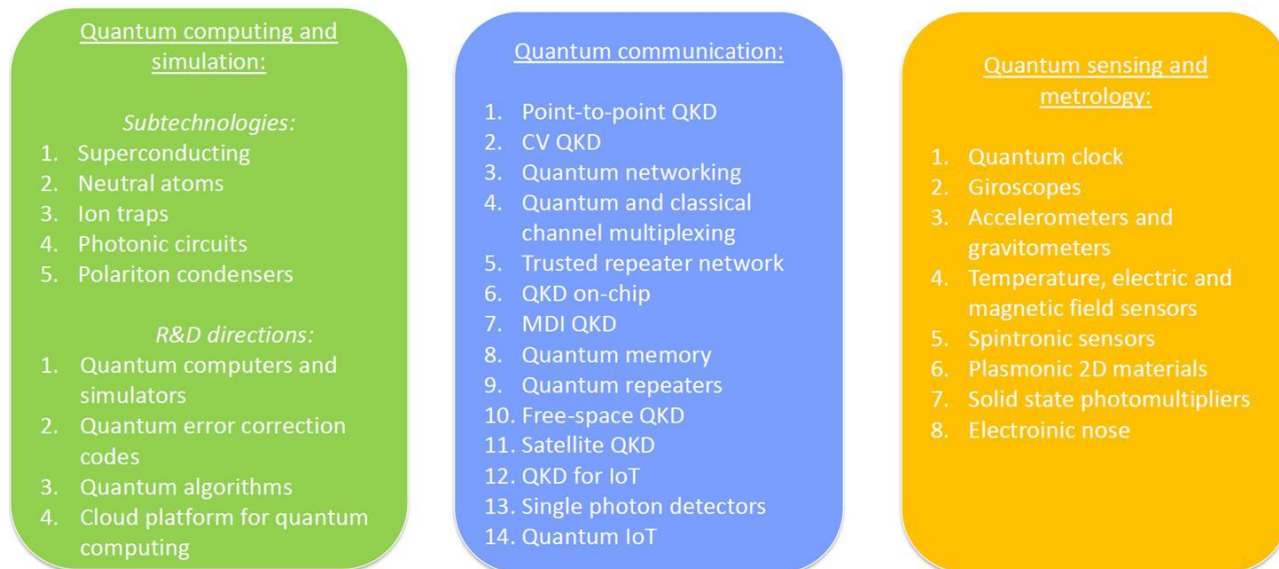 Quantum computing and
simulation:
Subtechnologies:
1. Superconducting
2. Neutral atoms
3. Ion traps
4. Photonic circuits
5. Polariton condensers
R&D directions:
1. Quantum computers and
simulators
2. Quantum error correction
codes
3. Quantum algorithms
4. Cloud platform for quantum
computing
Quantum communication:
1. Point-to-point QKD
2. CV QKD
3. Quantum networking
4. Quantum and classical
channel multiplexing
5. Trusted repeater network
6. QKD on-chip
7. MDI QKD
8. Quantum memory
9. Quantum repeaters
10. Free-space QKD
11. Satellite QKD
12. QKD for IoT
13. Single photon detectors
14. Quantum IoT
Quantum sensing and
metrology:
1. Quantum clock
2. Giroscopes
3. Accelerometers and
gravitometers
4. Temperature, electric and
magnetic field sensors
5. Spintronic sensors
6. Plasmonic 2D materials
7. Solid state photomultipliers
8. Electroinic nose